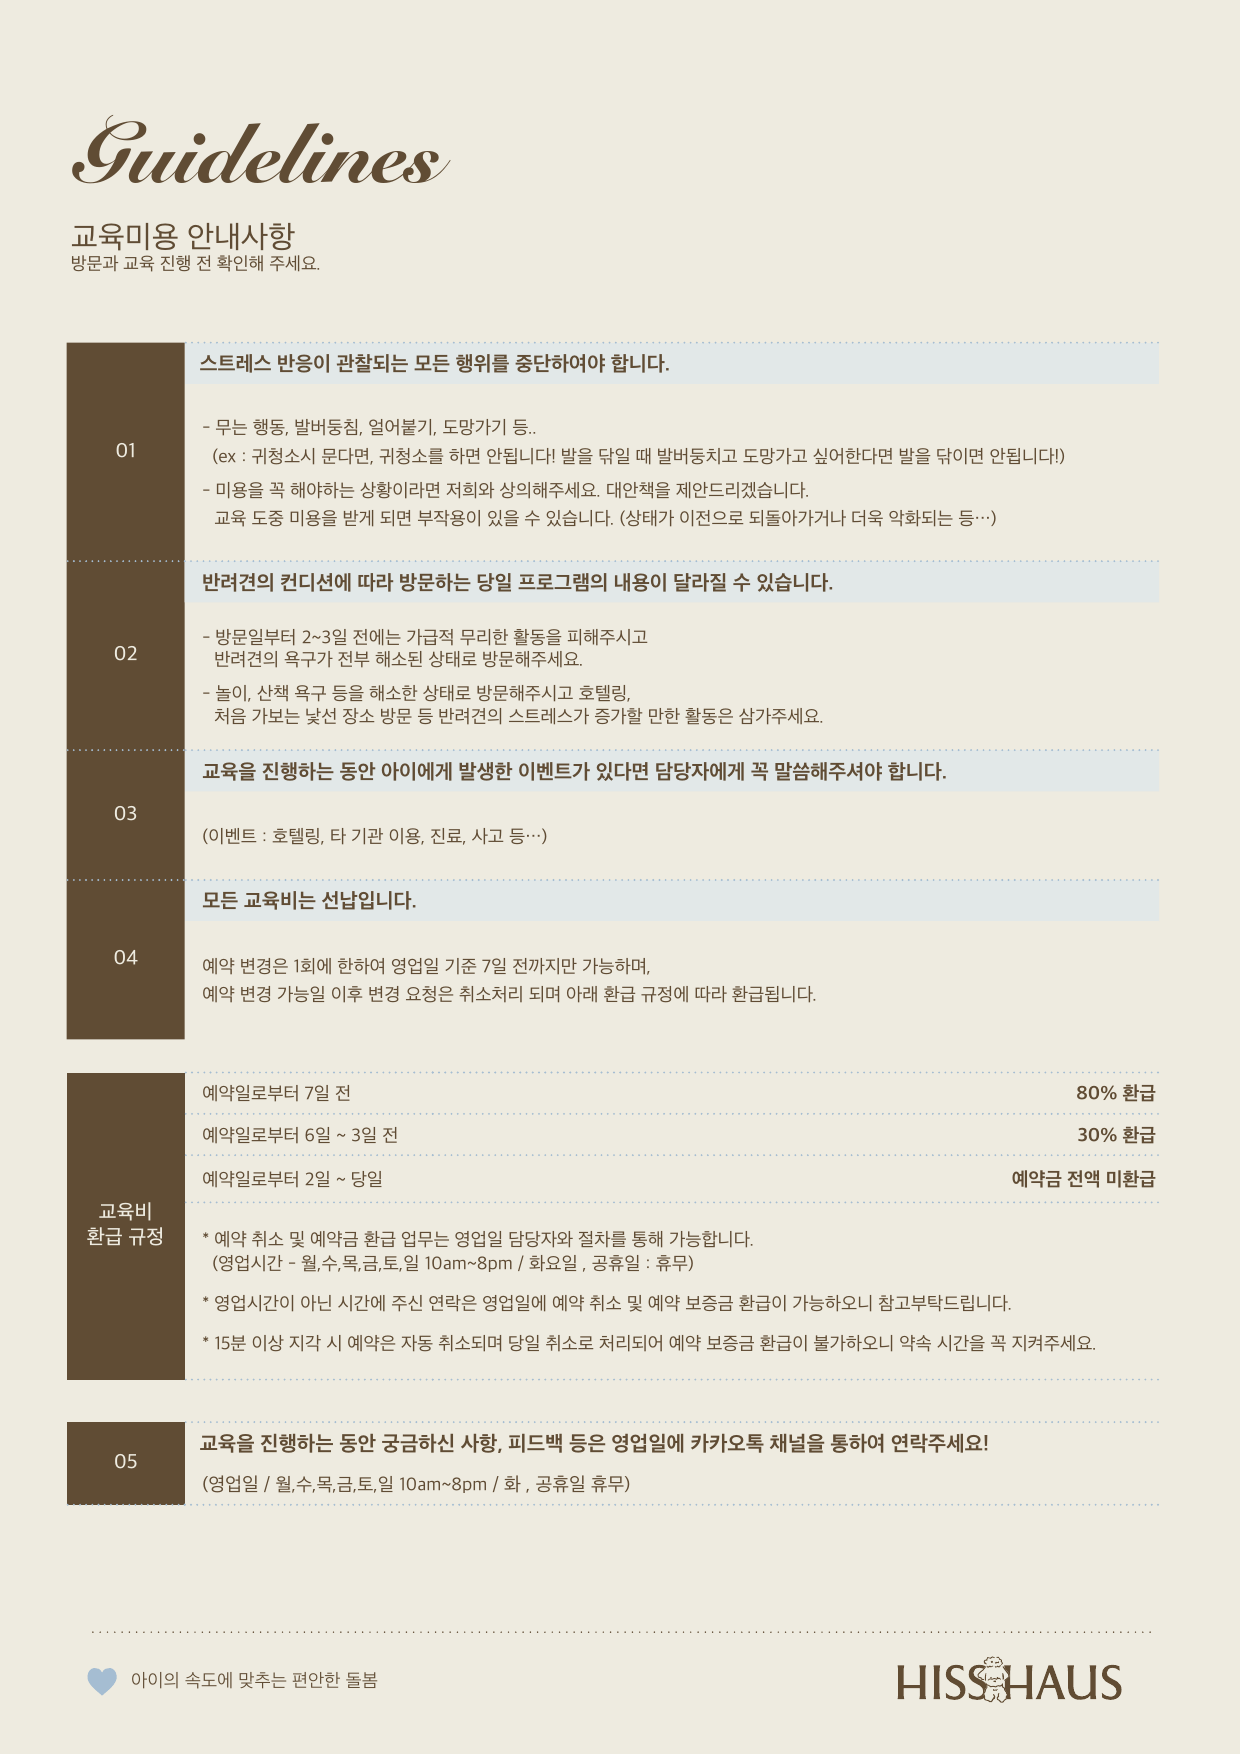 Guidelines
교육미용 안내사항
방문과 교육 진행 전 확인해 주세요.
01
스트레스 반응이 관찰되는 모든 행위를 중단하여야 합니다.
- 무는 행동, 발버둥침, 얼어붙기, 도망가기 등..
(ex : 귀청소시 문다면, 귀청소를 하면 안됩니다! 발을 닦일 때 발버둥치고 도망가고 싶어한다면 발을 닦이면 안됩니다!)
- 미용을 꼭 해야하는 상황이라면 저희와 상의해주세요. 대안책을 제안드리겠습니다.
교육 도중 미용을 받게 되면 부작용이 있을 수 있습니다. (상태가 이전으로 되돌아가거나 더욱 악화되는 등…)
02
반려견의 컨디션에 따라 방문하는 당일 프로그램의 내용이 달라질 수 있습니다.
- 방문일부터 2~3일 전에는 가급적 무리한 활동을 피해주시고
반려견의 욕구가 전부 해소된 상태로 방문해주세요.
- 놀이, 산책 욕구 등을 해소한 상태로 방문해주시고 호텔링,
처음 가보는 낯선 장소 방문 등 반려견의 스트레스가 증가할 만한 활동은 삼가주세요.
03
교육을 진행하는 동안 아이에게 발생한 이벤트가 있다면 담당자에게 꼭 말씀해주셔야 합니다.
(이벤트 : 호텔링, 타 기관 이용, 진료, 사고 등…)
04
모든 교육비는 선납입니다.
예약 변경은 1회에 한하여 영업일 기준 7일 전까지만 가능하며,
예약 변경 가능일 이후 변경 요청은 취소처리 되며 아래 환급 규정에 따라 환급됩니다.
교육비
환급 규정
예약일로부터 7일 전 80% 환급
예약일로부터 6일 ~ 3일 전 30% 환급
예약일로부터 2일 ~ 당일 예약금 전액 미환급
* 예약 취소 및 예약금 환급 업무는 영업일 담당자와 절차를 통해 가능합니다.
(영업시간 - 월,수,목,금,토,일 10am~8pm / 화요일 , 공휴일 : 휴무)
* 영업시간이 아닌 시간에 주신 연락은 영업일에 예약 취소 및 예약 보증금 환급이 가능하오니 참고부탁드립니다.
* 15분 이상 지각 시 예약은 자동 취소되며 당일 취소로 처리되어 예약 보증금 환급이 불가하오니 약속 시간을 꼭 지켜주세요.
05
교육을 진행하는 동안 궁금하신 사항, 피드백 등은 영업일에 카카오톡 채널을 통하여 연락주세요!
(영업일 / 월,수,목,금,토,일 10am~8pm / 화 , 공휴일 휴무)
아이의 속도에 맞추는 편안한 돌봄
HISSHAUS